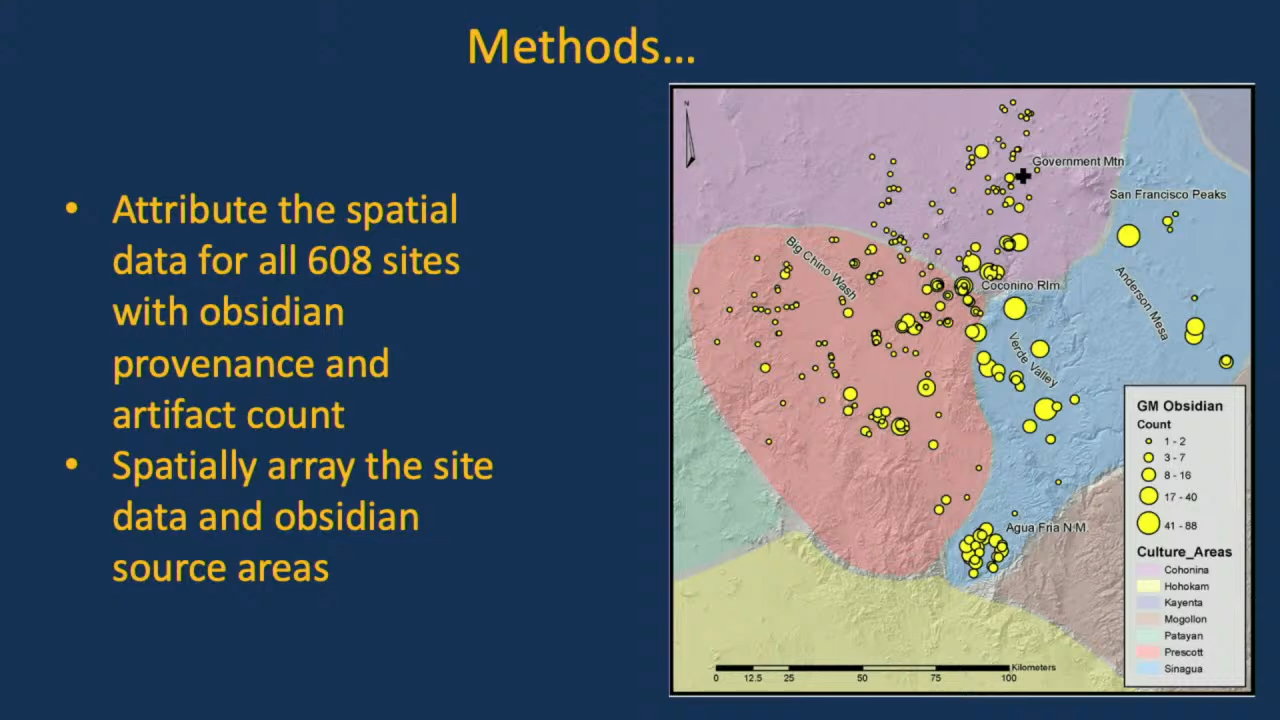 Methods...
• Attribute the spatial
data for all 608 sites
with obsidian
provenance and
artifact count
• Spatially array the site
data and obsidian
source areas
N
Government Mtn
San Francisco Peaks
Big Chino Wash
Anderson Mesa
Coconino RIm
Verde Valley
Agua Fria N M
GM Obsidian
Count
1 - 2
3 - 7
8 - 16
17 - 40
41 - 88
Culture_Areas
Cohonina
Hohokam
Kayenta
Mogollon
Patayan
Prescott
Sinagua
Kilometers
0 12.5 25 50 75 100